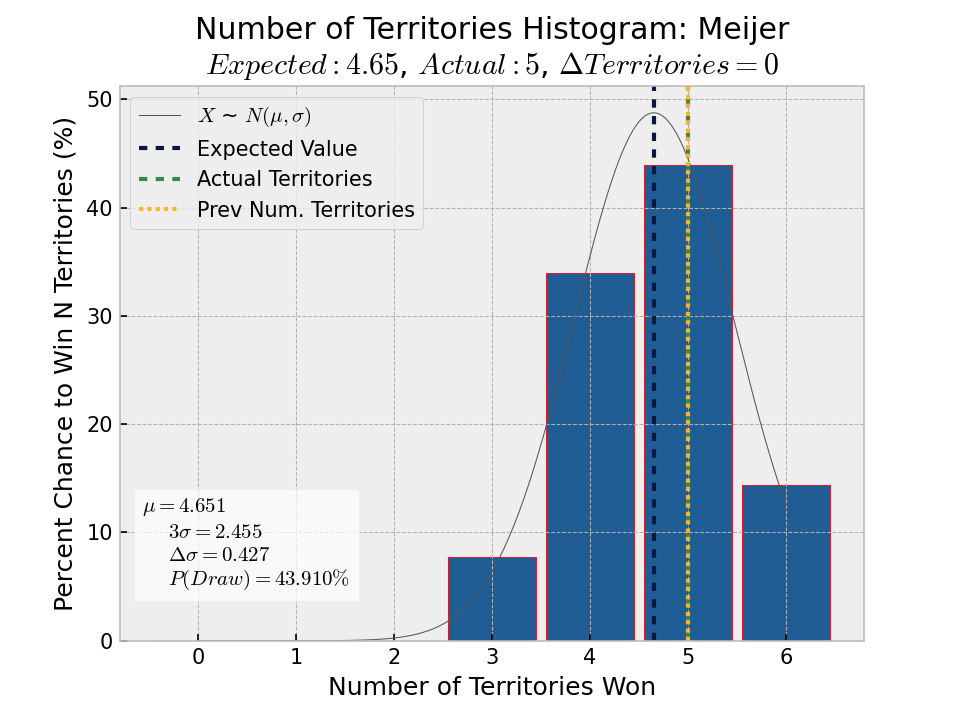 Number of Territories Histogram: Meijer
Expected : 4.65, Actual : 5, ΔTerritories = 0
Percent Chance to Win N Territories (%)
50
40
30
20
10
0
X ∼ N(μ, σ)
Expected Value
Actual Territories
Prev Num. Territories
μ = 4.651
3σ = 2.455
Δσ = 0.427
P(Draw) = 43.910%
0 1 2 3 4 5 6
Number of Territories Won